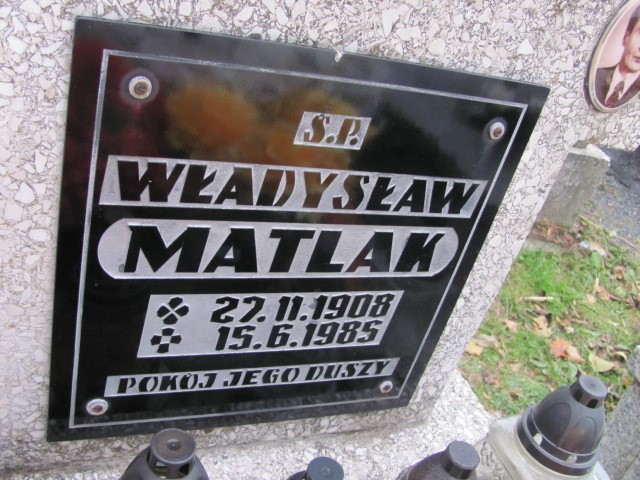 Ś.P.
WŁADYSŁAW
MATLAK
27.11.1908
15.6.1985
POKÓJ JEGO DUSZY